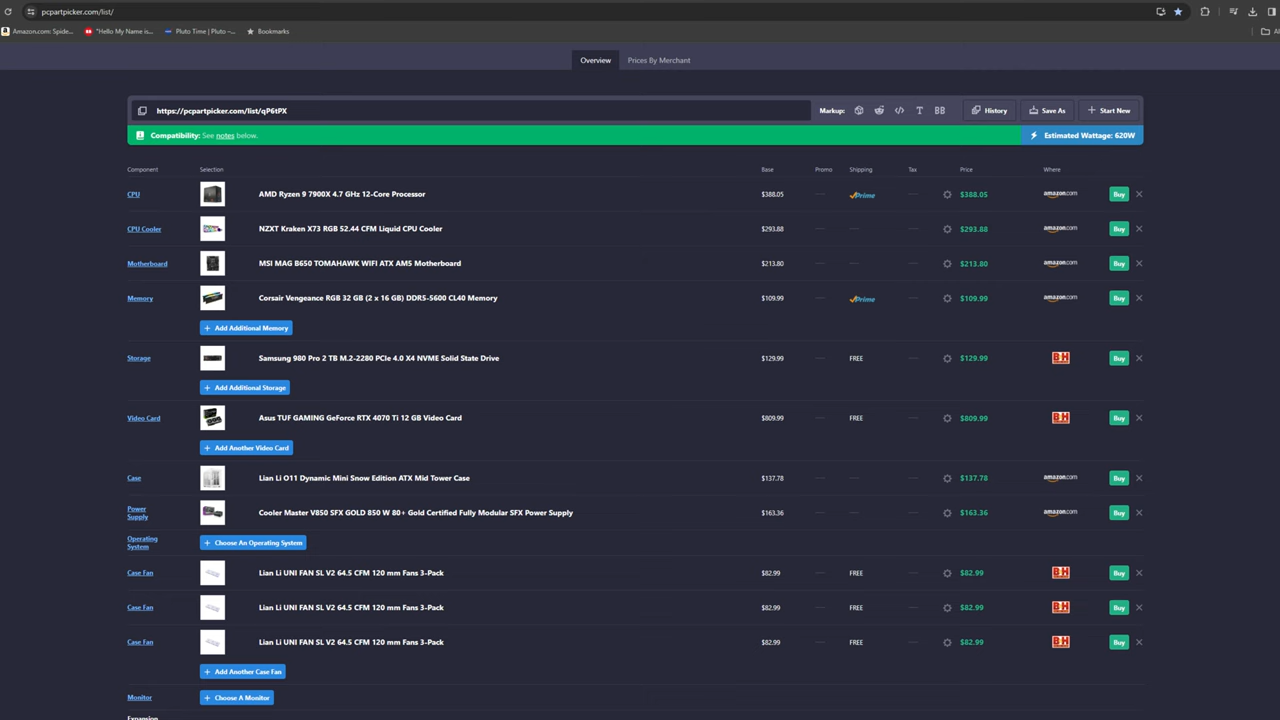 pcpartpicker.com/list/
Amazon.com: Spide...
"Hello My Name is...
Pluto Time | Pluto –...
Bookmarks
Overview
Prices By Merchant
https://pcpartpicker.com/list/qP6tPX
Markup:
BB
History
Save As
Start New
Compatibility: See notes below.
Estimated Wattage: 620W
Component Selection Base Promo Shipping Tax Price Where
CPU AMD Ryzen 9 7900X 4.7 GHz 12-Core Processor $388.05 — Prime $388.05 amazon.com Buy
CPU Cooler NZXT Kraken X73 RGB 52.44 CFM Liquid CPU Cooler $293.88 — — $293.88 amazon.com Buy
Motherboard MSI MAG B650 TOMAHAWK WIFI ATX AM5 Motherboard $213.80 — — $213.80 amazon.com Buy
Memory Corsair Vengeance RGB 32 GB (2 x 16 GB) DDR5-5600 CL40 Memory $109.99 — Prime $109.99 amazon.com Buy
+ Add Additional Memory
Storage Samsung 980 Pro 2 TB M.2-2280 PCIe 4.0 X4 NVME Solid State Drive $129.99 — FREE $129.99 B&H Buy
+ Add Additional Storage
Video Card Asus TUF GAMING GeForce RTX 4070 Ti 12 GB Video Card $809.99 — FREE $809.99 B&H Buy
+ Add Another Video Card
Case Lian Li O11 Dynamic Mini Snow Edition ATX Mid Tower Case $137.78 — — $137.78 amazon.com Buy
Power Supply Cooler Master V850 SFX GOLD 850 W 80+ Gold Certified Fully Modular SFX Power Supply $163.36 — — $163.36 amazon.com Buy
Operating System + Choose An Operating System
Case Fan Lian Li UNI FAN SL V2 64.5 CFM 120 mm Fans 3-Pack $82.99 — FREE $82.99 B&H Buy
Case Fan Lian Li UNI FAN SL V2 64.5 CFM 120 mm Fans 3-Pack $82.99 — FREE $82.99 B&H Buy
Case Fan Lian Li UNI FAN SL V2 64.5 CFM 120 mm Fans 3-Pack $82.99 — FREE $82.99 B&H Buy
+ Add Another Case Fan
Monitor + Choose A Monitor
Expansion